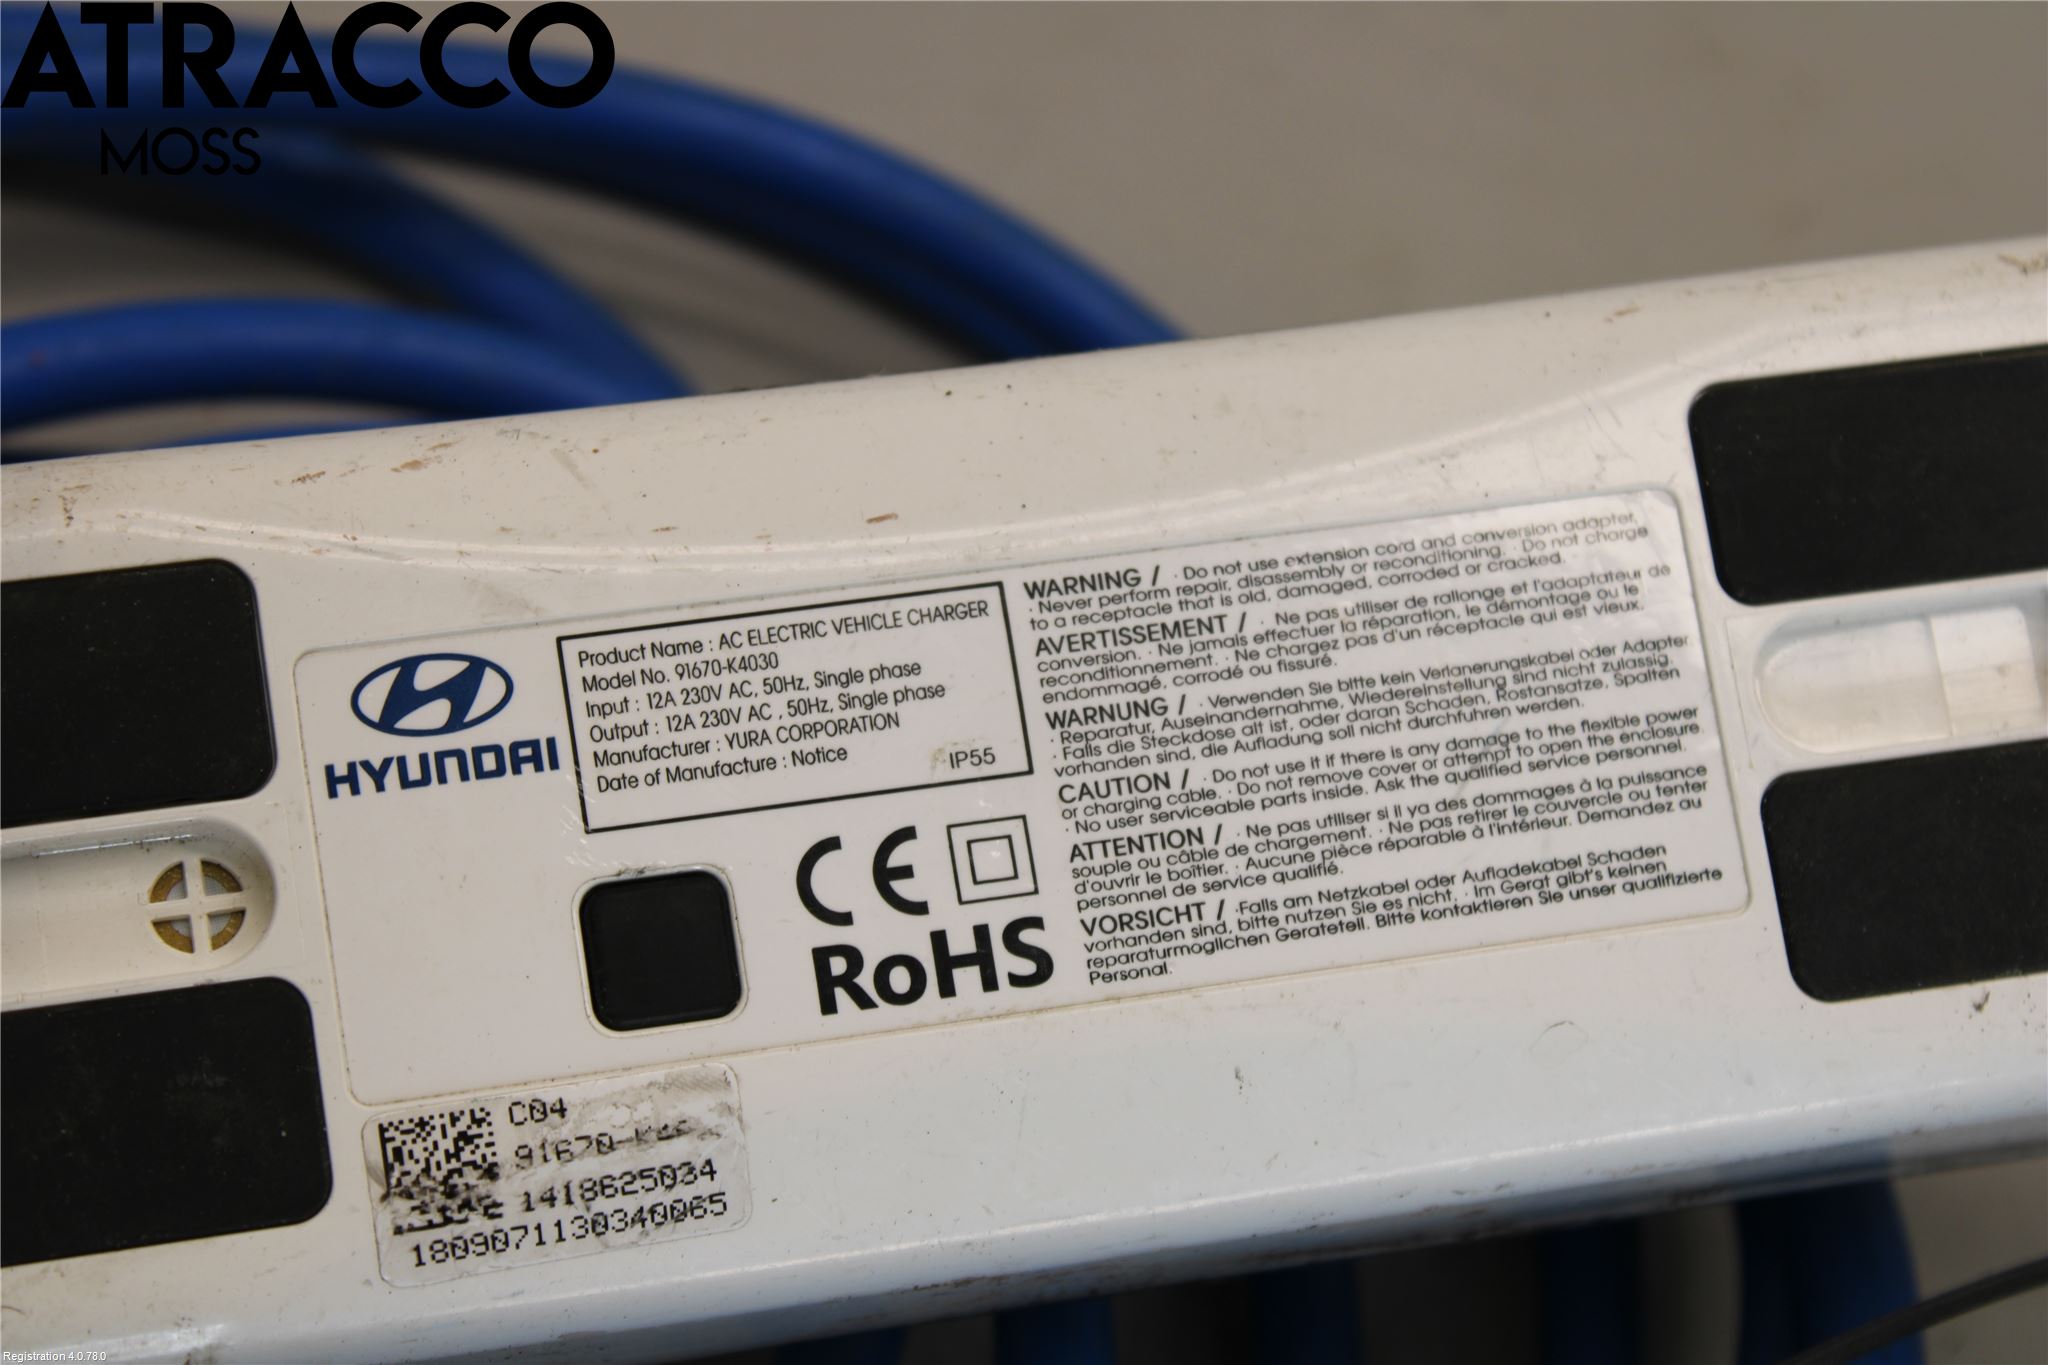 ATRACCO
MOSS
HYUNDAI
Product Name : AC ELECTRIC VEHICLE CHARGER
Model No. 91670-K4030
Input : 12A 230V AC, 50Hz, Single phase
Output : 12A 230V AC , 50Hz, Single phase
Manufacturer : YURA CORPORATION
Date of Manufacture : Notice
IP55
CE
RoHS
WARNING / · Do not use extension cord and conversion adapter,
· Never perform repair, disassembly or reconditioning. · Do not charge
to a receptacle that is old, damaged, corroded or cracked.
AVERTISSEMENT / · Ne pas utiliser de rallonge et l'adaptateur de
conversion. · Ne jamais effectuer la réparation, le démontage ou le
reconditionnement. · Ne chargez pas d'un réceptacle qui est vieux,
endommagé, corrodé ou fissuré.
WARNUNG / · Verwenden Sie bitte kein Verlanerungskabel oder Adapter
· Reparatur, Auseinandernahme, Wiedereinstellung sind nicht zulassig.
· Falls die Steckdose alt ist, oder daran Schaden, Rostansatze, Spalten
vorhanden sind, die Aufladung soll nicht durchfuhren werden.
CAUTION / · Do not use it if there is any damage to the flexible power
or charging cable. · Do not remove cover or attempt to open the enclosure.
· No user serviceable parts inside. Ask the qualified service personnel.
ATTENTION / · Ne pas utiliser si il ya des dommages à la puissance
souple ou câble de chargement. · Ne pas retirer le couvercle ou tenter
d'ouvrir le boîtier. · Aucune pièce réparable à l'intérieur. Demandez au
personnel de service qualifié.
VORSICHT / ·Falls am Netzkabel oder Aufladekabel Schaden
vorhanden sind, bitte nutzen Sie es nicht. · Im Gerat gibt's keinen
reparaturmoglichen Gerateteil. Bitte kontaktieren Sie unser qualifizierte
Personal.
C04
91670-
1418625034
1809071130340065
Registration 4.0.78.0